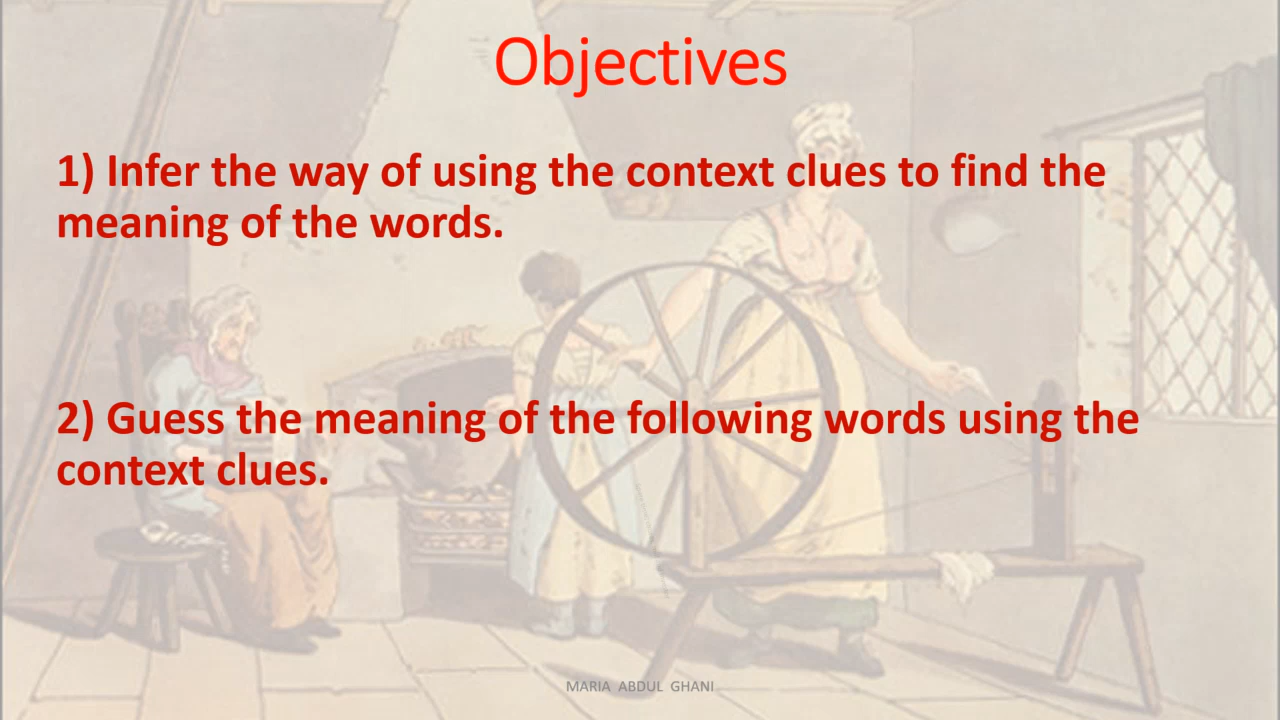 Objectives
1) Infer the way of using the context clues to find the
meaning of the words.
2) Guess the meaning of the following words using the
context clues.
MARIA ABDUL GHANI